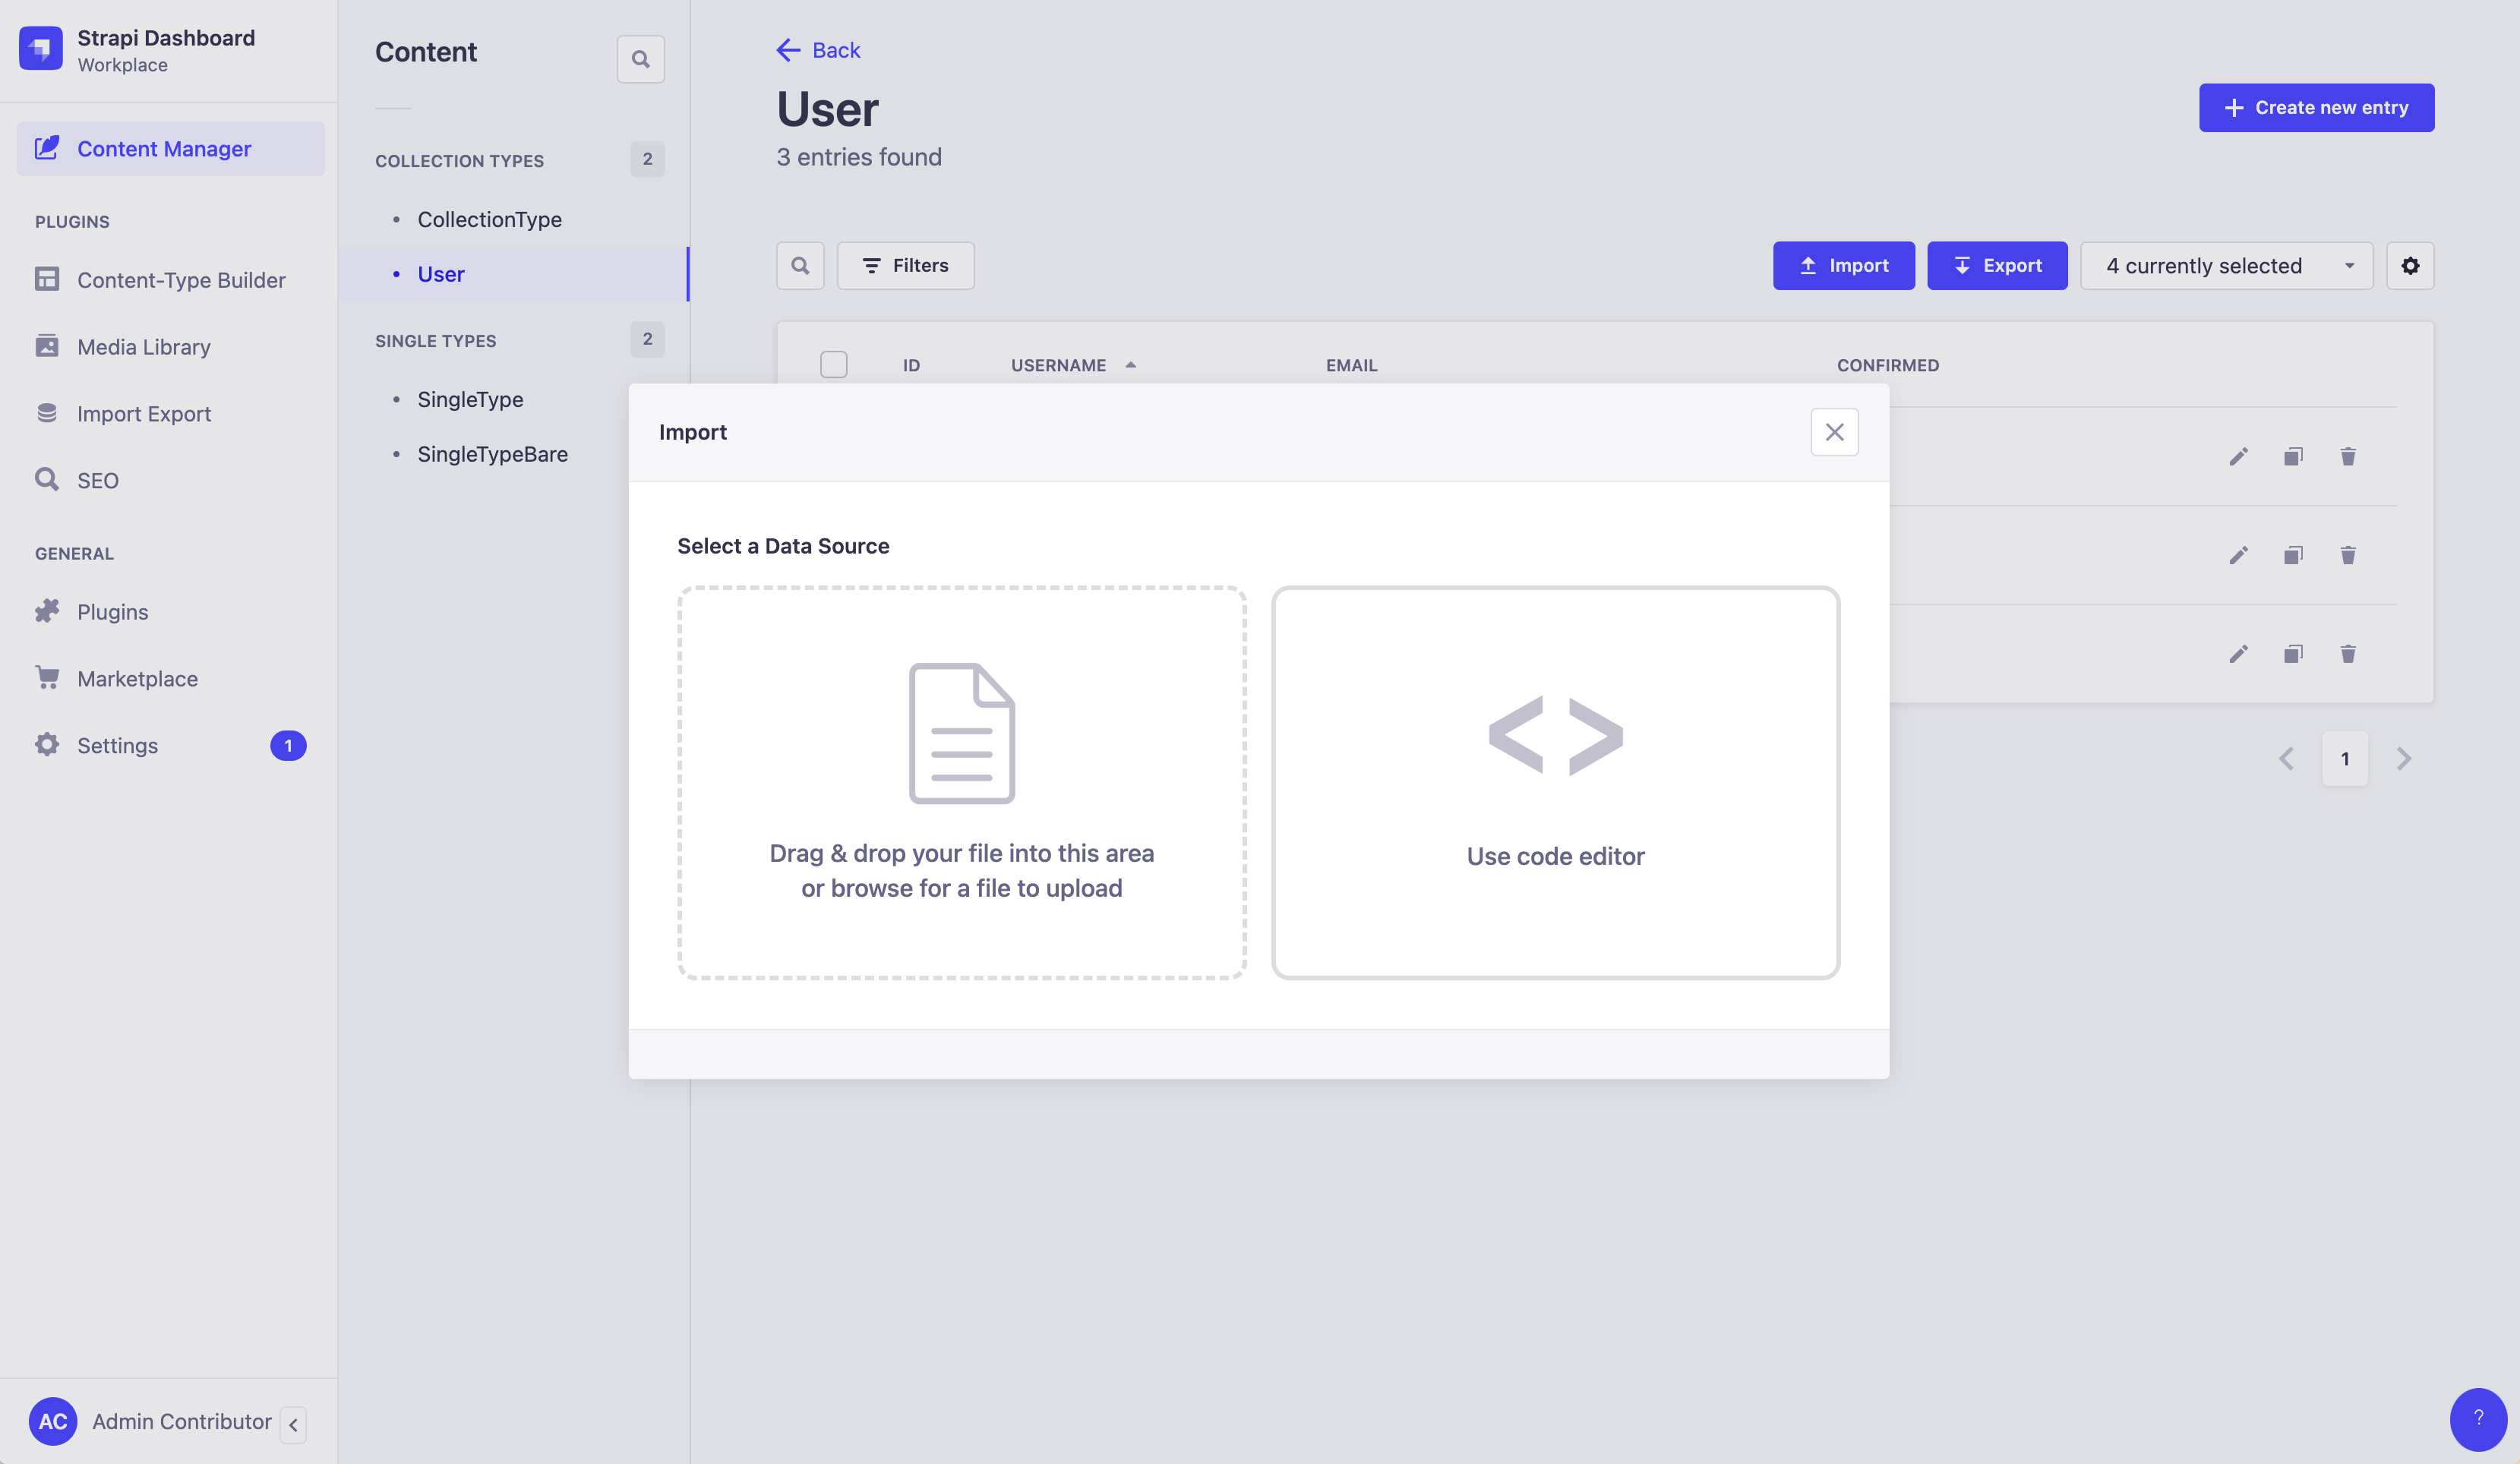 Strapi Dashboard
Workplace
Content Manager
PLUGINS
Content-Type Builder
Media Library
Import Export
SEO
GENERAL
Plugins
Marketplace
Settings
1
AC
Admin Contributor
Content
COLLECTION TYPES
2
CollectionType
User
SINGLE TYPES
2
SingleType
SingleTypeBare
Back
User
3 entries found
Create new entry
Filters
Import
Export
4 currently selected
ID
USERNAME
EMAIL
CONFIRMED
Import
Select a Data Source
Drag & drop your file into this area
or browse for a file to upload
Use code editor
1
?